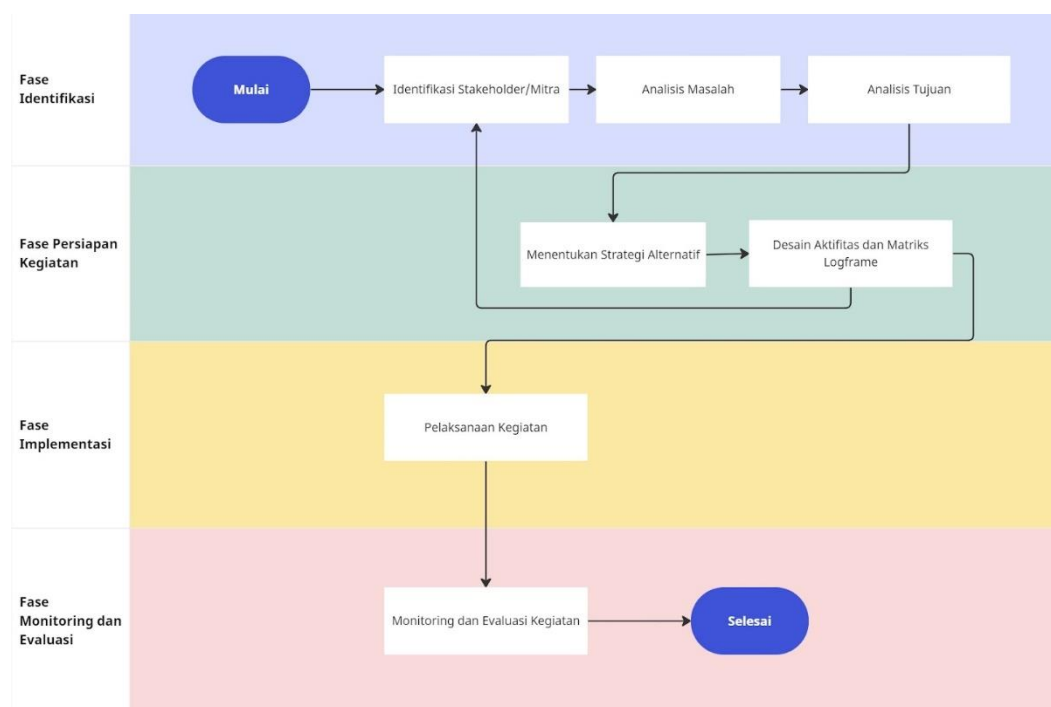 Fase
Identifikasi
Mulai
Identifikasi Stakeholder/Mitra
Analisis Masalah
Analisis Tujuan
Fase Persiapan
Kegiatan
Menentukan Strategi Alternatif
Desain Aktifitas dan Matriks
Logframe
Fase
Implementasi
Pelaksanaan Kegiatan
Fase
Monitoring dan
Evaluasi
Monitoring dan Evaluasi Kegiatan
Selesai